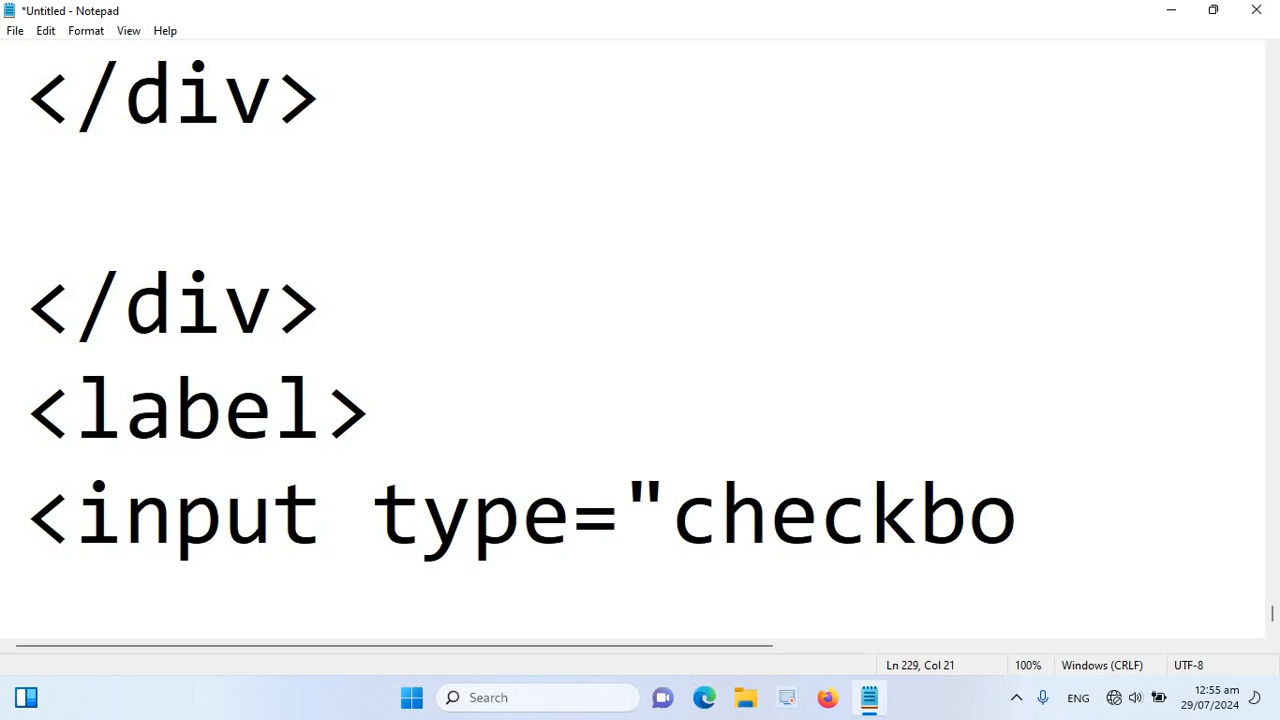 *Untitled - Notepad
File Edit Format View Help
</div>
</div>
<label>
<input type="checkbo
Ln 229, Col 21 100% Windows (CRLF) UTF-8
Search ENG 12:55 am
29/07/2024